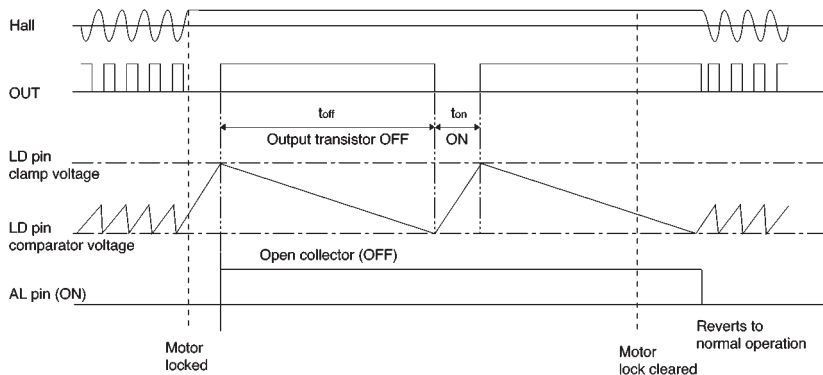 Hall
OUT
toff
ton
Output transistor OFF
ON
LD pin
clamp voltage
LD pin
comparator voltage
Open collector (OFF)
AL pin (ON)
Motor
locked
Motor
lock cleared
Reverts to
normal operation